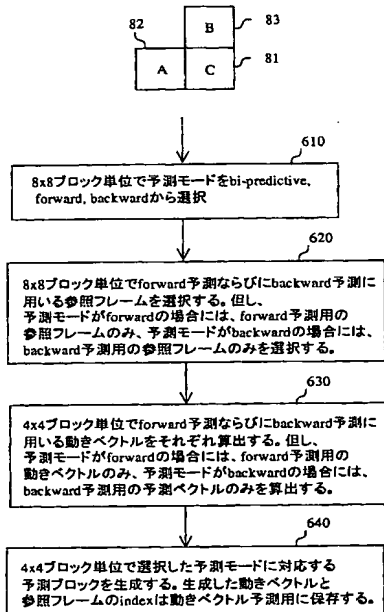 B
83
82
A
C
81
610
8x8ブロック単位で予測モードをbi-predictive,
forward, backwardから選択
620
8x8ブロック単位でforward予測ならびにbackward予測に
用いる参照フレームを選択する。但し、
予測モードがforwardの場合には、forward予測用の
参照フレームのみ、予測モードがbackwardの場合には、
backward予測用の参照フレームのみを選択する。
630
4x4ブロック単位でforward予測ならびにbackward予測に
用いる動きベクトルをそれぞれ算出する。但し、
予測モードがforwardの場合には、forward予測用の
動きベクトルのみ、予測モードがbackwardの場合には、
backward予測用の予測ベクトルのみを算出する。
640
4x4ブロック単位で選択した予測モードに対応する
予測ブロックを生成する。生成した動きベクトルと
参照フレームのindexは動きベクトル予測用に保存する。